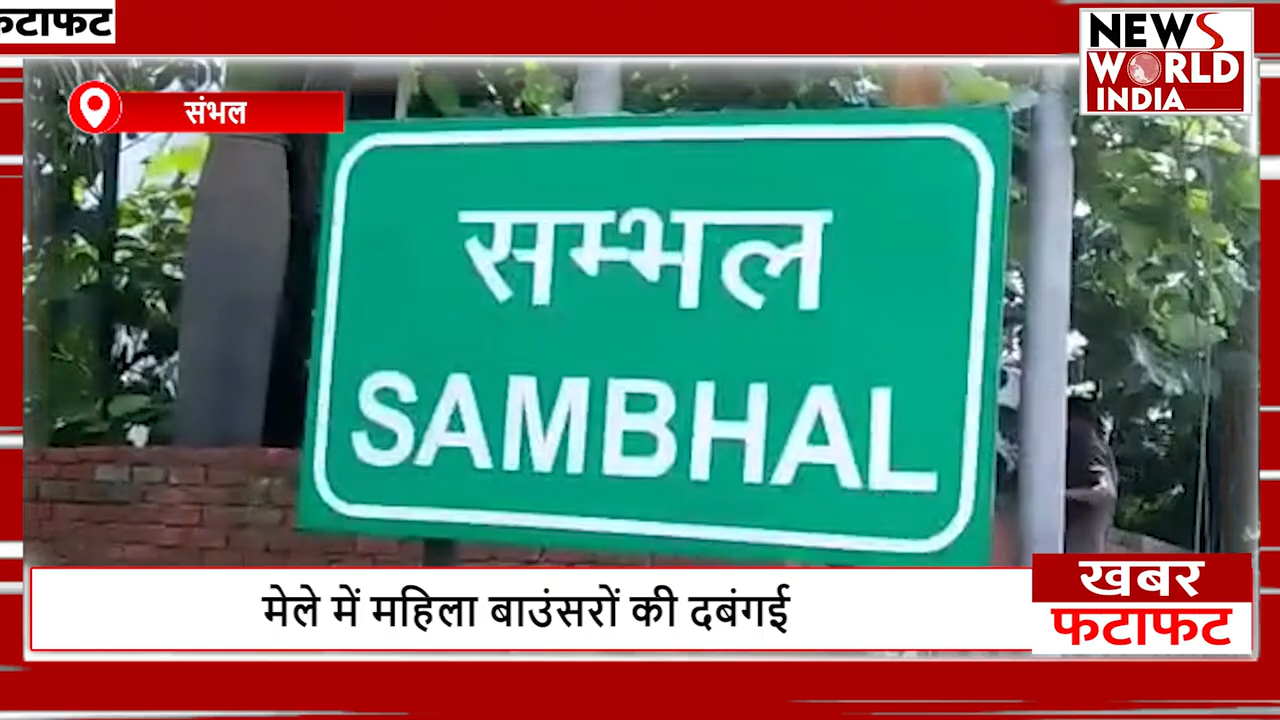 फटाफट
NEWS
WORLD
INDIA
संभल
सम्भल
SAMBHAL
मेले में महिला बाउंसरों की दबंगई
खबर
फटाफट